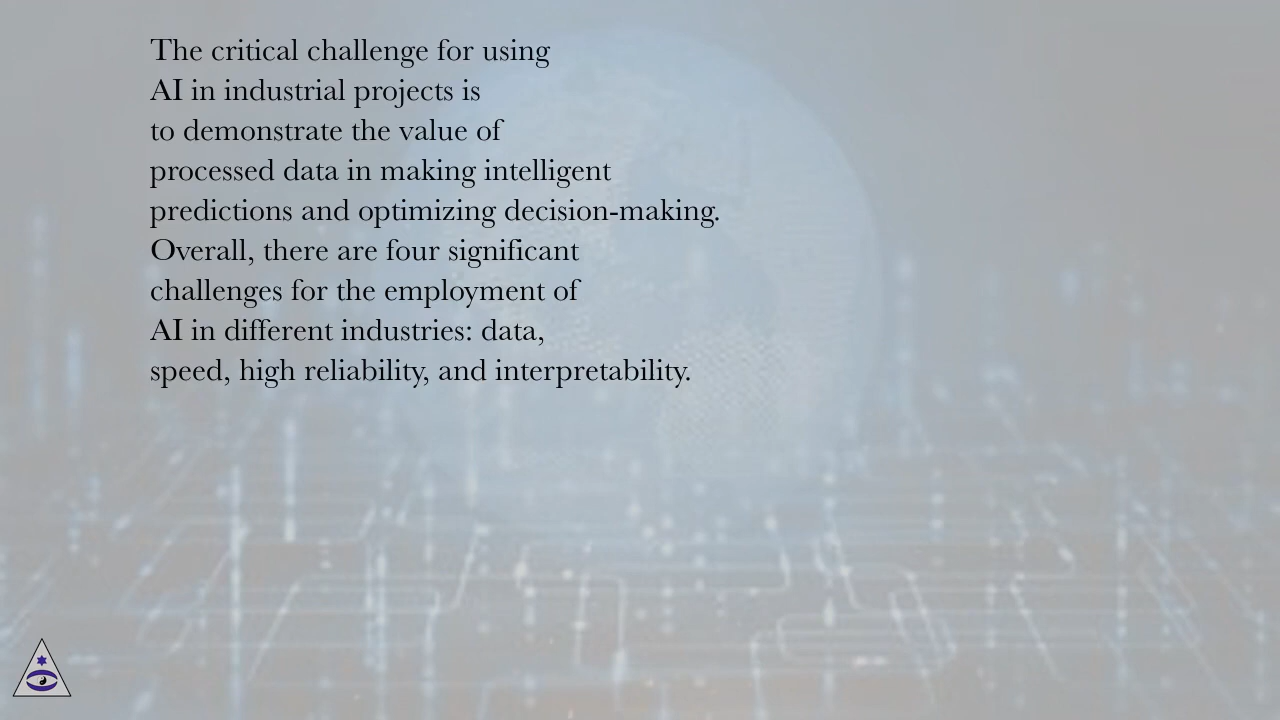 The critical challenge for using
AI in industrial projects is
to demonstrate the value of
processed data in making intelligent
predictions and optimizing decision-making.
Overall, there are four significant
challenges for the employment of
AI in different industries: data,
speed, high reliability, and interpretability.